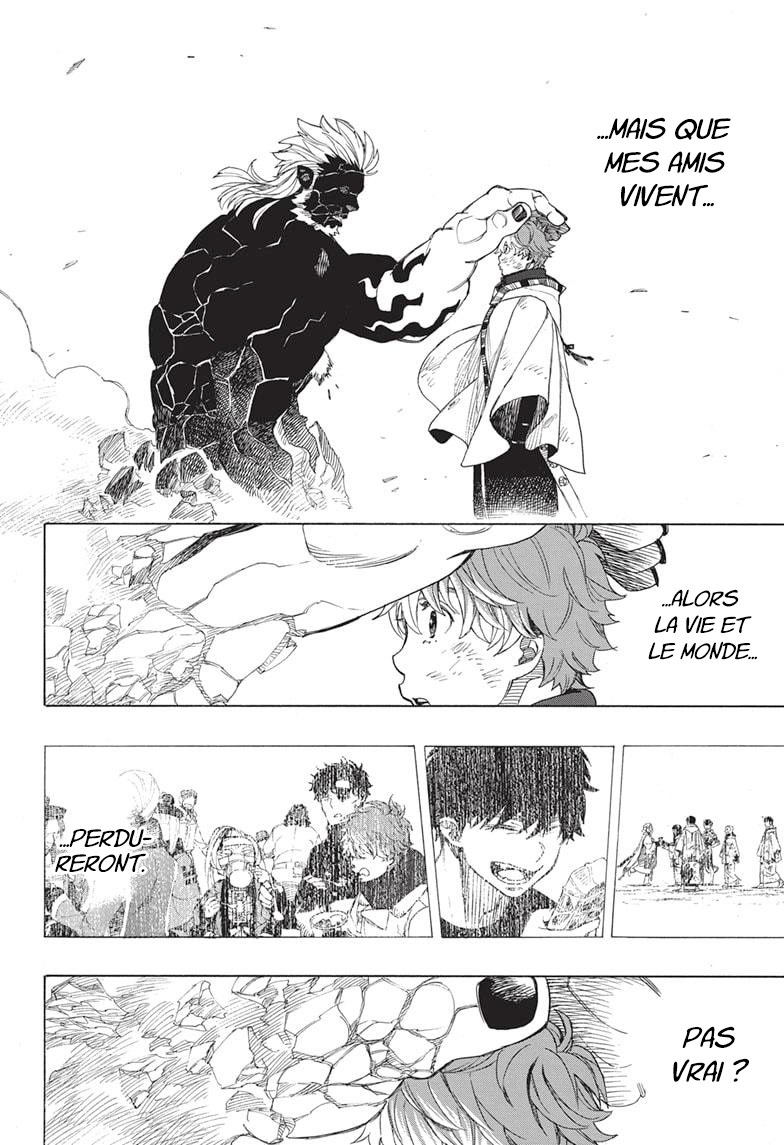 ...MAIS QUE
MES AMIS
VIVENT...
...ALORS
LA VIE ET
LE MONDE...
...PERDU-
RERONT.
PAS
VRAI ?